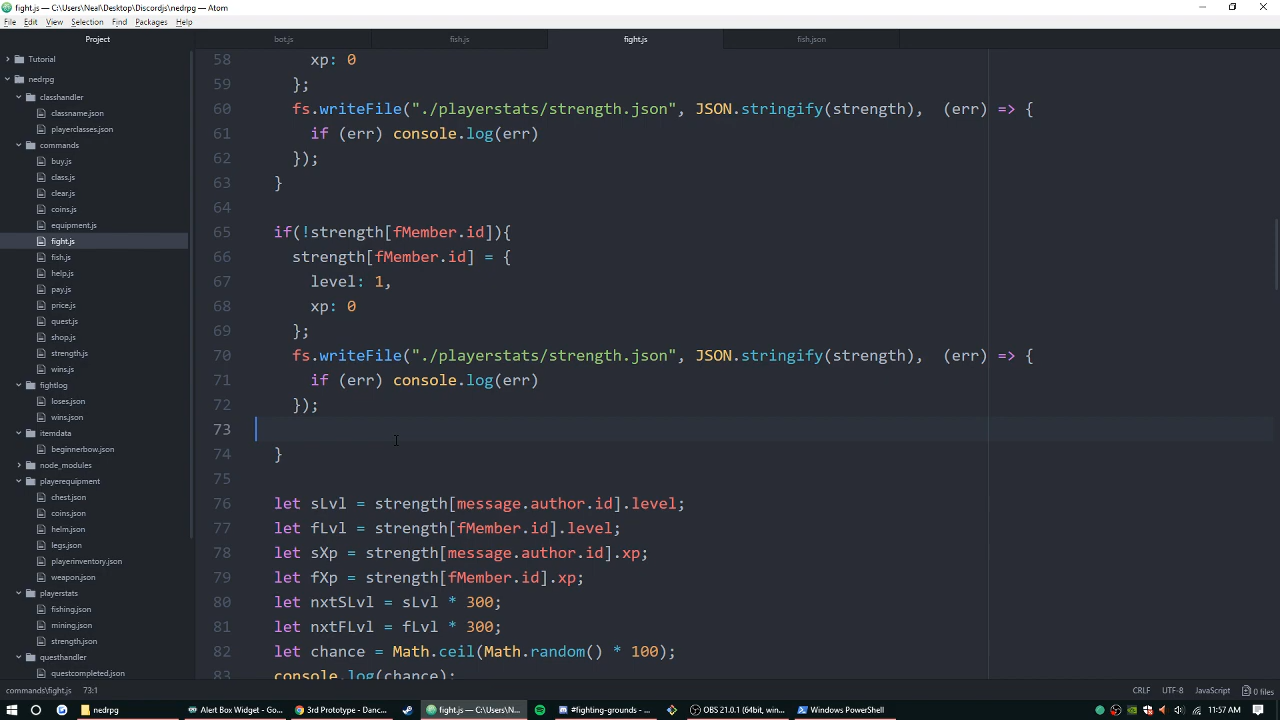 fight.js — C:\Users\Neal\Desktop\Discordjs\nedrpg — Atom
File Edit View Selection Find Packages Help
Project
bot.js fish.js fight.js fish.json
Tutorial
nedrpg
classhandler
classname.json
playerclasses.json
commands
buy.js
class.js
clear.js
coins.js
equipment.js
fight.js
fish.js
help.js
pay.js
price.js
quest.js
shop.js
strength.js
wins.js
fightlog
loses.json
wins.json
itemdata
beginnerbow.json
node_modules
playerequipment
chest.json
coins.json
helm.json
legs.json
playerinventory.json
weapon.json
playerstats
fishing.json
mining.json
strength.json
questhandler
questcompleted.json
58 xp: 0
59 };
60 fs.writeFile("./playerstats/strength.json", JSON.stringify(strength), (err) => {
61 if (err) console.log(err)
62 });
63 }
64
65 if(!strength[fMember.id]){
66 strength[fMember.id] = {
67 level: 1,
68 xp: 0
69 };
70 fs.writeFile("./playerstats/strength.json", JSON.stringify(strength), (err) => {
71 if (err) console.log(err)
72 });
73
74 }
75
76 let sLvl = strength[message.author.id].level;
77 let fLvl = strength[fMember.id].level;
78 let sXp = strength[message.author.id].xp;
79 let fXp = strength[fMember.id].xp;
80 let nxtSLvl = sLvl * 300;
81 let nxtFLvl = fLvl * 300;
82 let chance = Math.ceil(Math.random() * 100);
83 console.log(chance);
commands\fight.js 73:1 CRLF UTF-8 JavaScript 0 files
nedrpg Alert Box Widget - Go... 3rd Prototype - Danc... fight.js — C:\Users\N... #fighting-grounds - ... OBS 21.0.1 (64bit, win... Windows PowerShell 11:57 AM